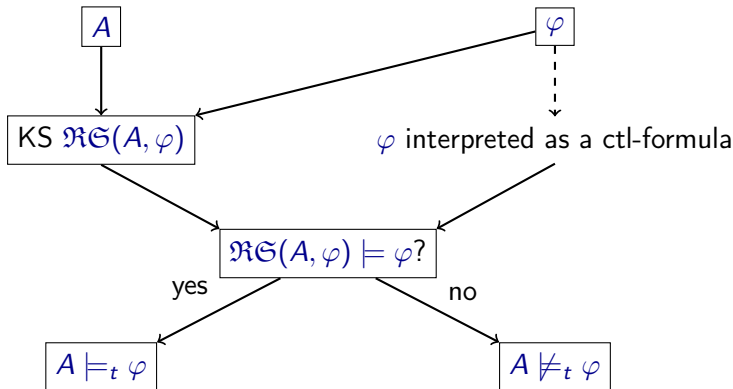 A
φ
KS ℜ𝔖(A, φ)
φ interpreted as a ctl-formula
ℜ𝔖(A, φ) ⊨ φ?
yes
no
A ⊨ₜ φ
A ⊭ₜ φ